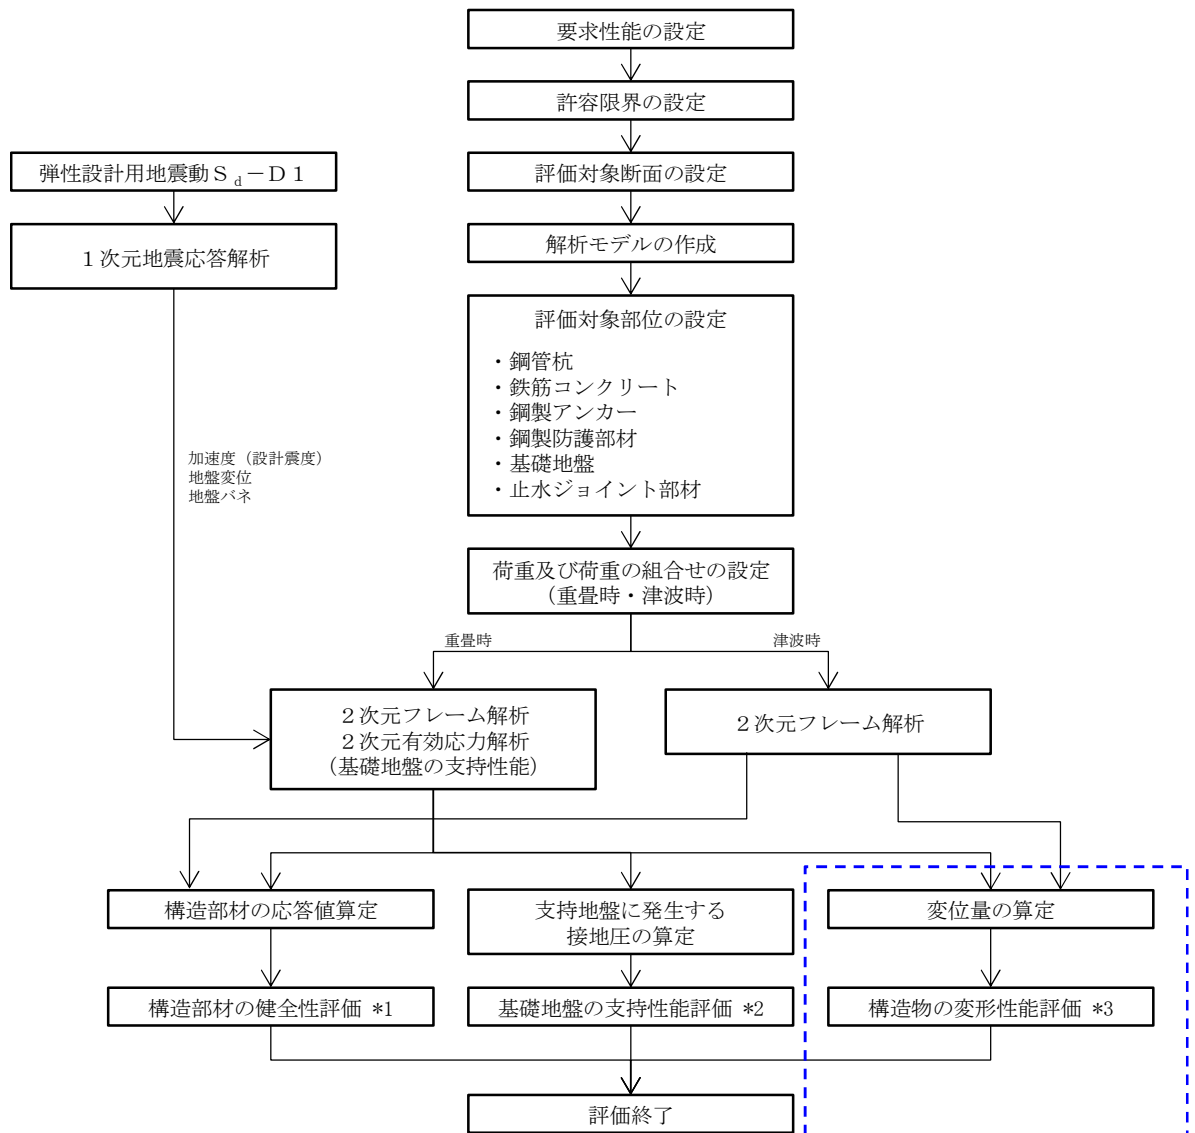 要求性能の設定
許容限界の設定
弾性設計用地震動Ｓd－Ｄ１
評価対象断面の設定
１次元地震応答解析
解析モデルの作成
評価対象部位の設定
・鋼管杭
・鉄筋コンクリート
・鋼製アンカー
・鋼製防護部材
・基礎地盤
・止水ジョイント部材
加速度（設計震度）
地盤変位
地盤バネ
荷重及び荷重の組合せの設定
（重畳時・津波時）
重畳時
津波時
２次元フレーム解析
２次元有効応力解析
（基礎地盤の支持性能）
２次元フレーム解析
構造部材の応答値算定
支持地盤に発生する
接地圧の算定
変位量の算定
構造部材の健全性評価 *1
基礎地盤の支持性能評価 *2
構造物の変形性能評価 *3
評価終了